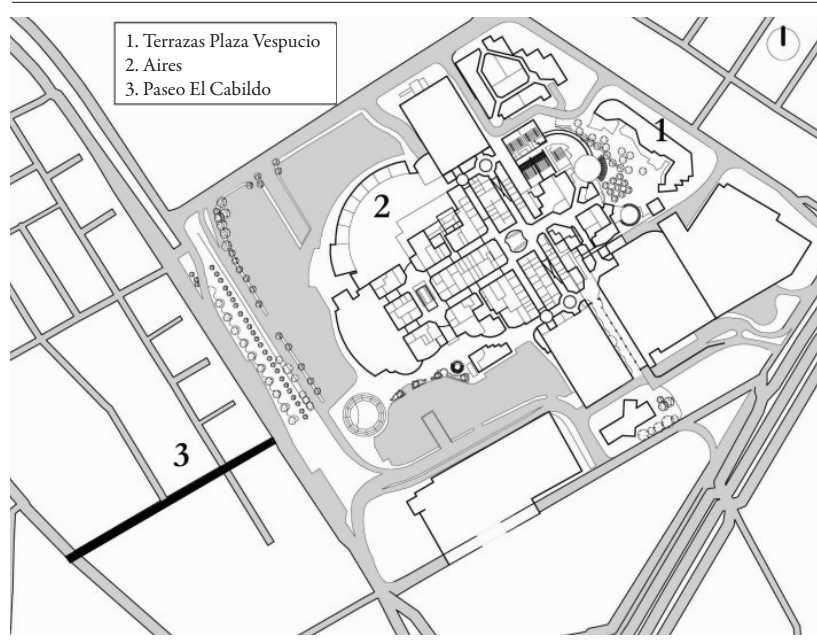 1. Terrazas Plaza Vespucio
2. Aires
3. Paseo El Cabildo
1
2
3